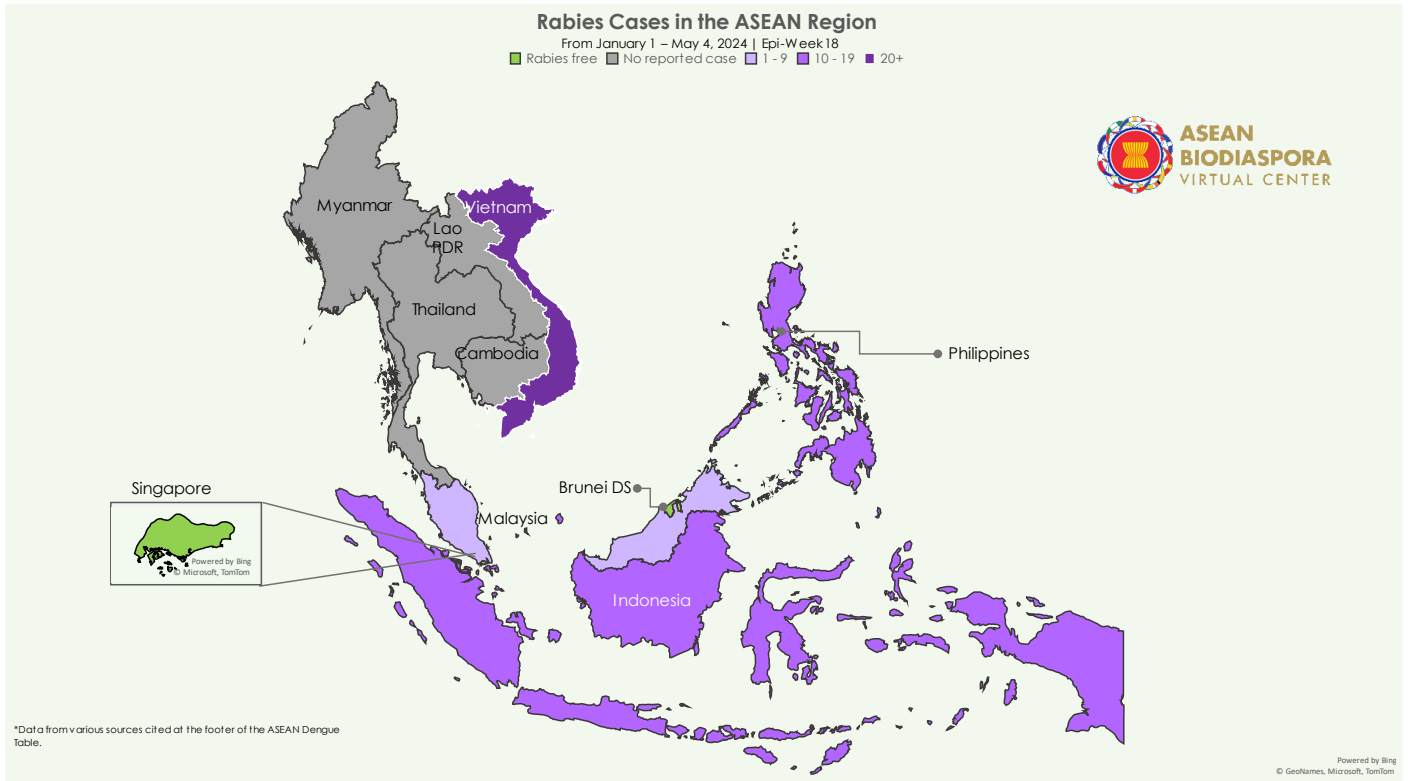 Rabies Cases in the ASEAN Region
From January 1 – May 4, 2024 | Epi-Week 18
Rabies free No reported case 1 - 9 10 - 19 20+
ASEAN
BIODIASPORA
VIRTUAL CENTER
Myanmar
Vietnam
Lao
PDR
Thailand
Cambodia
Philippines
Singapore
Brunei DS
Malaysia
Powered by Bing
© Microsoft, TomTom
Indonesia
*Data from various sources cited at the footer of the ASEAN Dengue
Table.
Powered by Bing
© GeoNames, Microsoft, TomTom